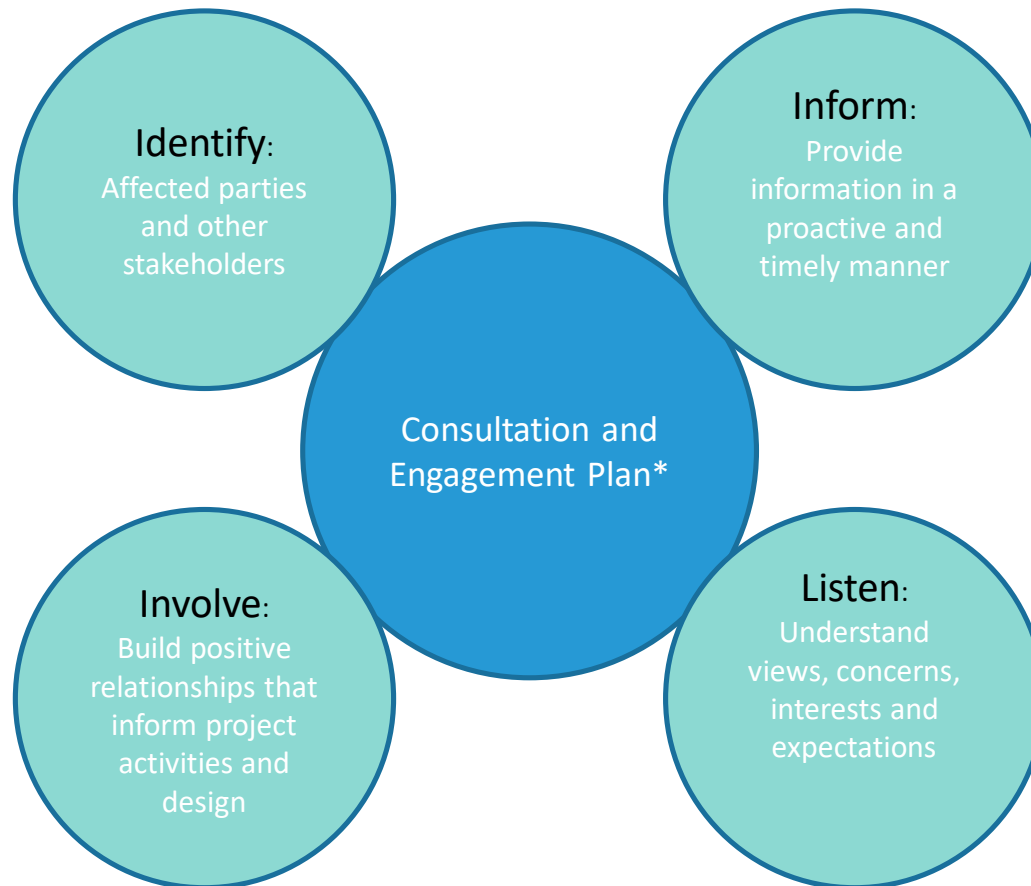 Identify:
Affected parties
and other
stakeholders
Inform:
Provide
information in a
proactive and
timely manner
Consultation and
Engagement Plan*
Involve:
Build positive
relationships that
inform project
activities and
design
Listen:
Understand
views, concerns,
interests and
expectations